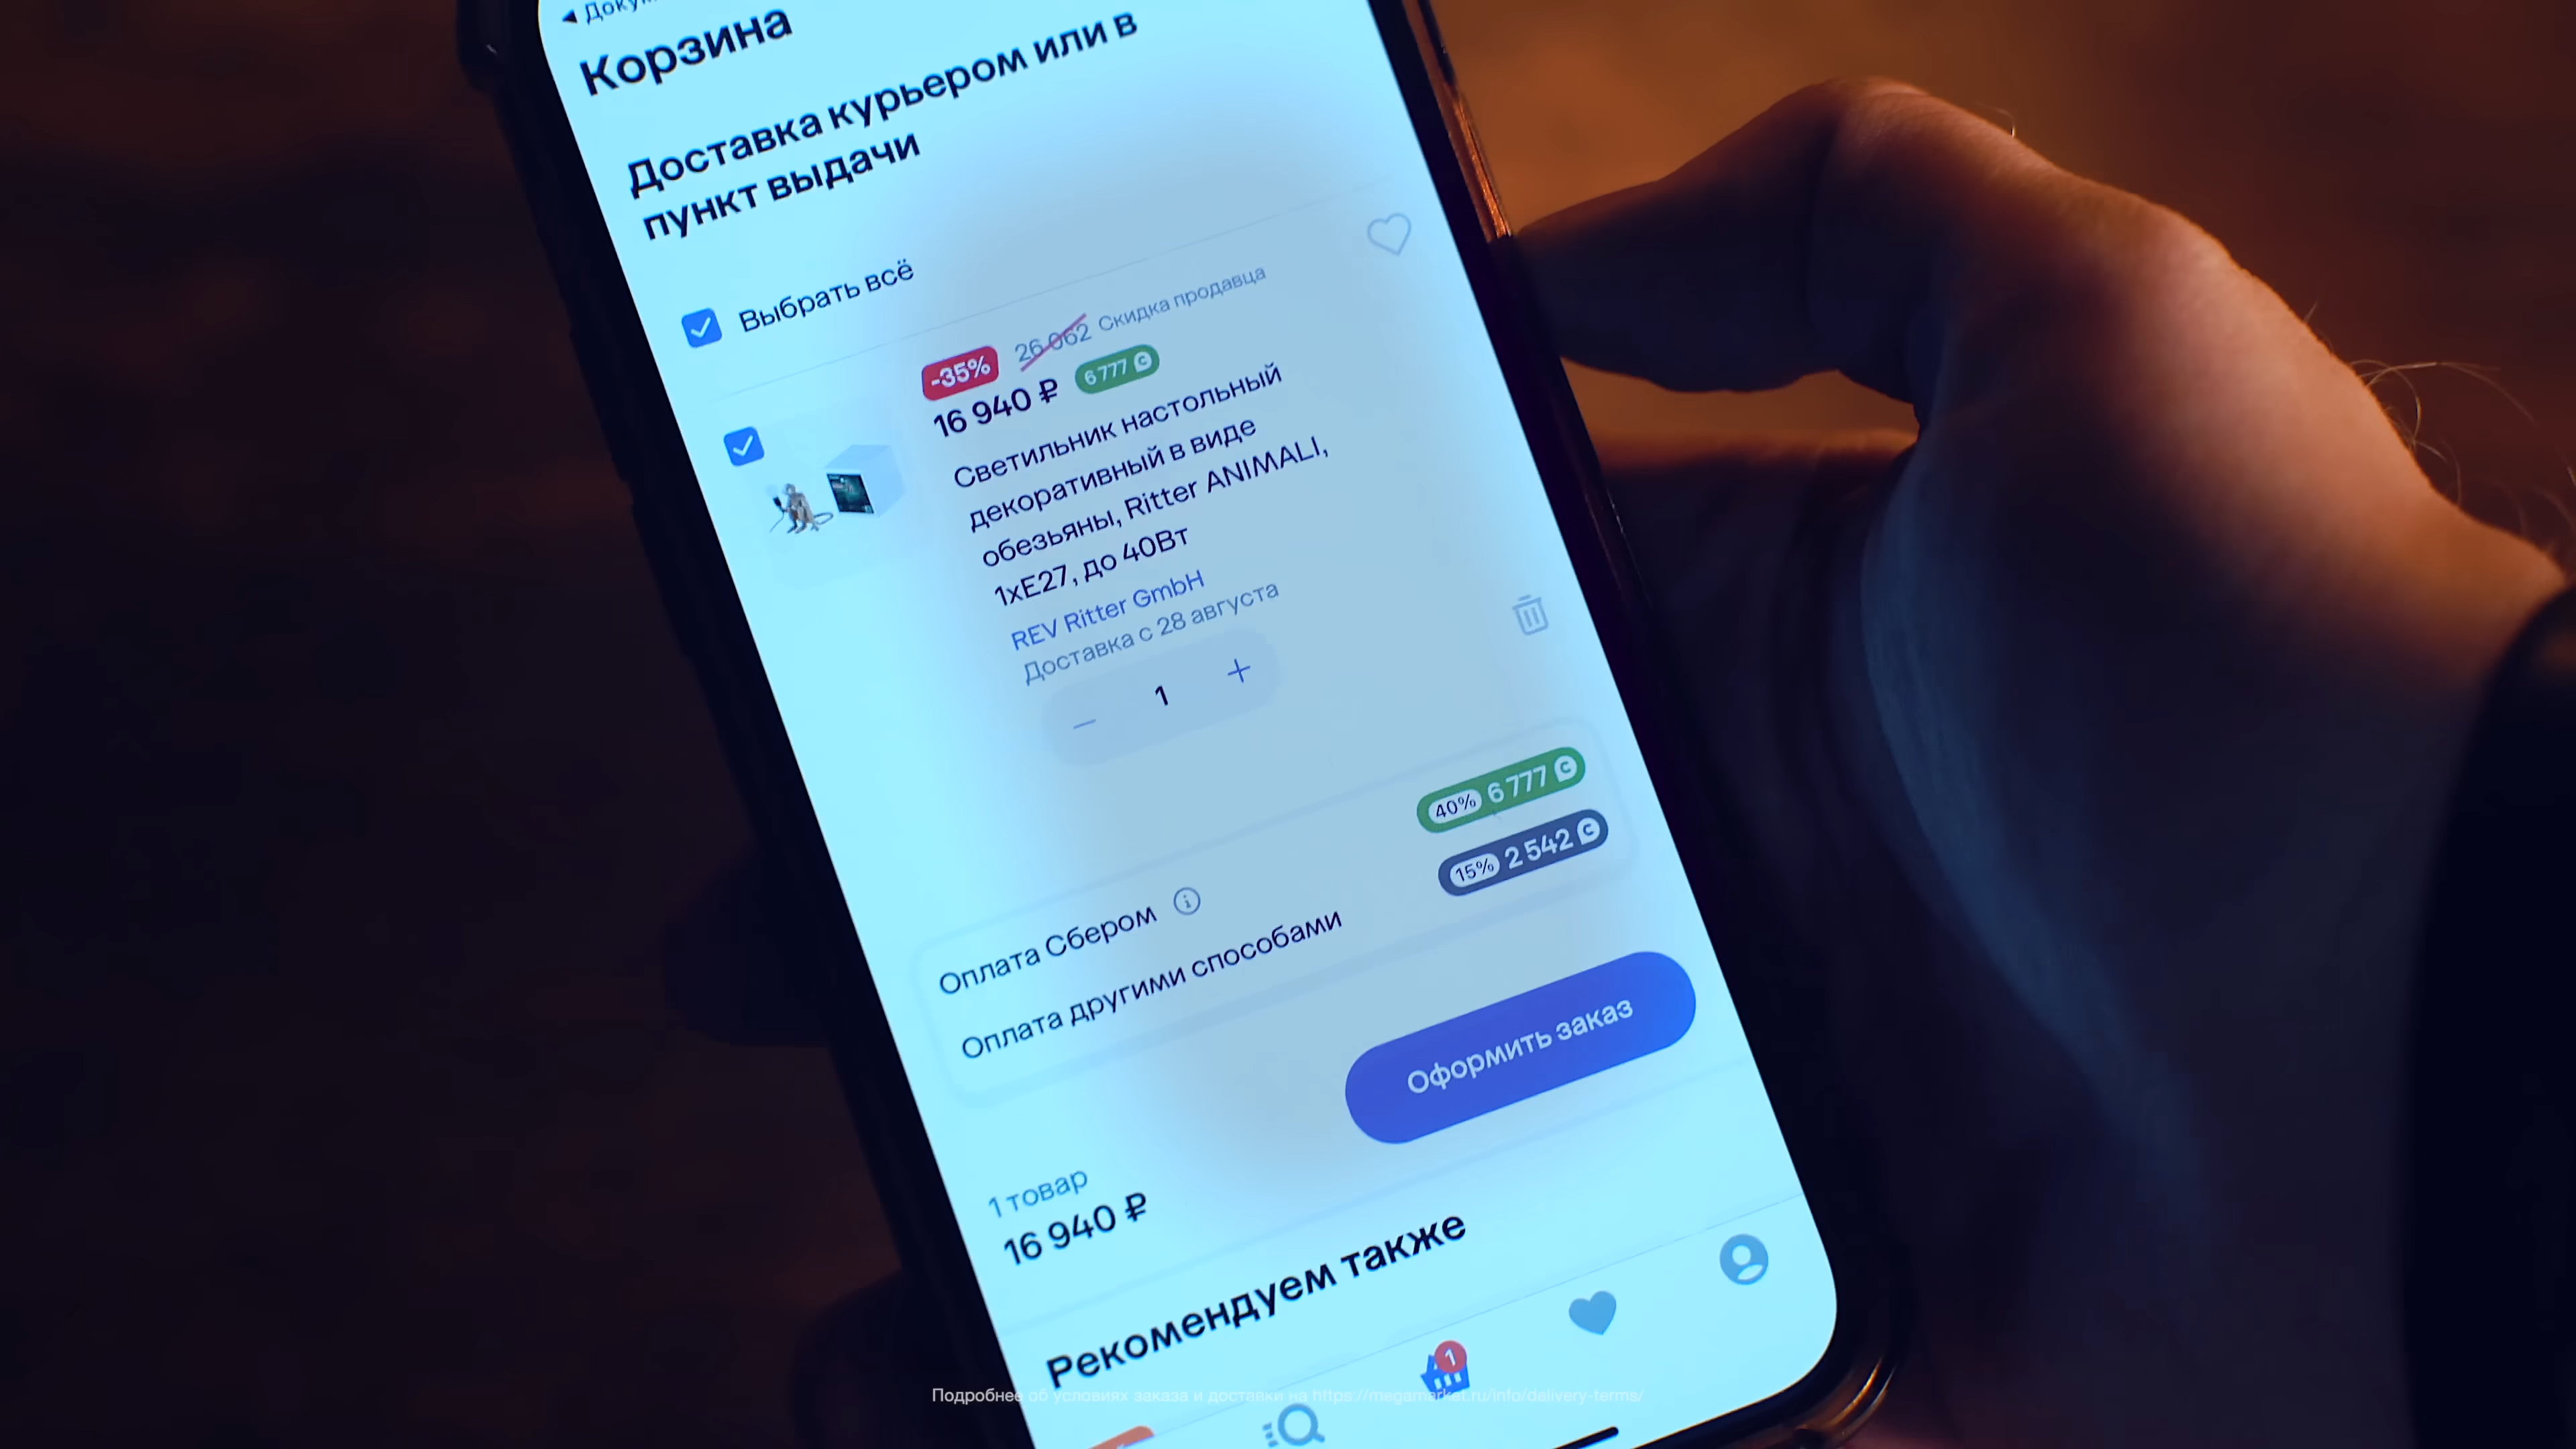 Корзина
Доставка курьером или в
пункт выдачи
Выбрать всё
-35% 26 062 Скидка продавца
16 940 ₽ 6 777
Светильник настольный
декоративный в виде
обезьяны, Ritter ANIMALI,
1xE27, до 40Вт
REV Ritter GmbH
Доставка с 28 августа
– 1 +
Оплата Сбером 40% 6 777
Оплата другими способами 15% 2 542
Оформить заказ
1 товар
16 940 ₽
Рекомендуем также
1
Подробнее об условиях заказа и доставки на https://megamarket.ru/info/delivery-terms/